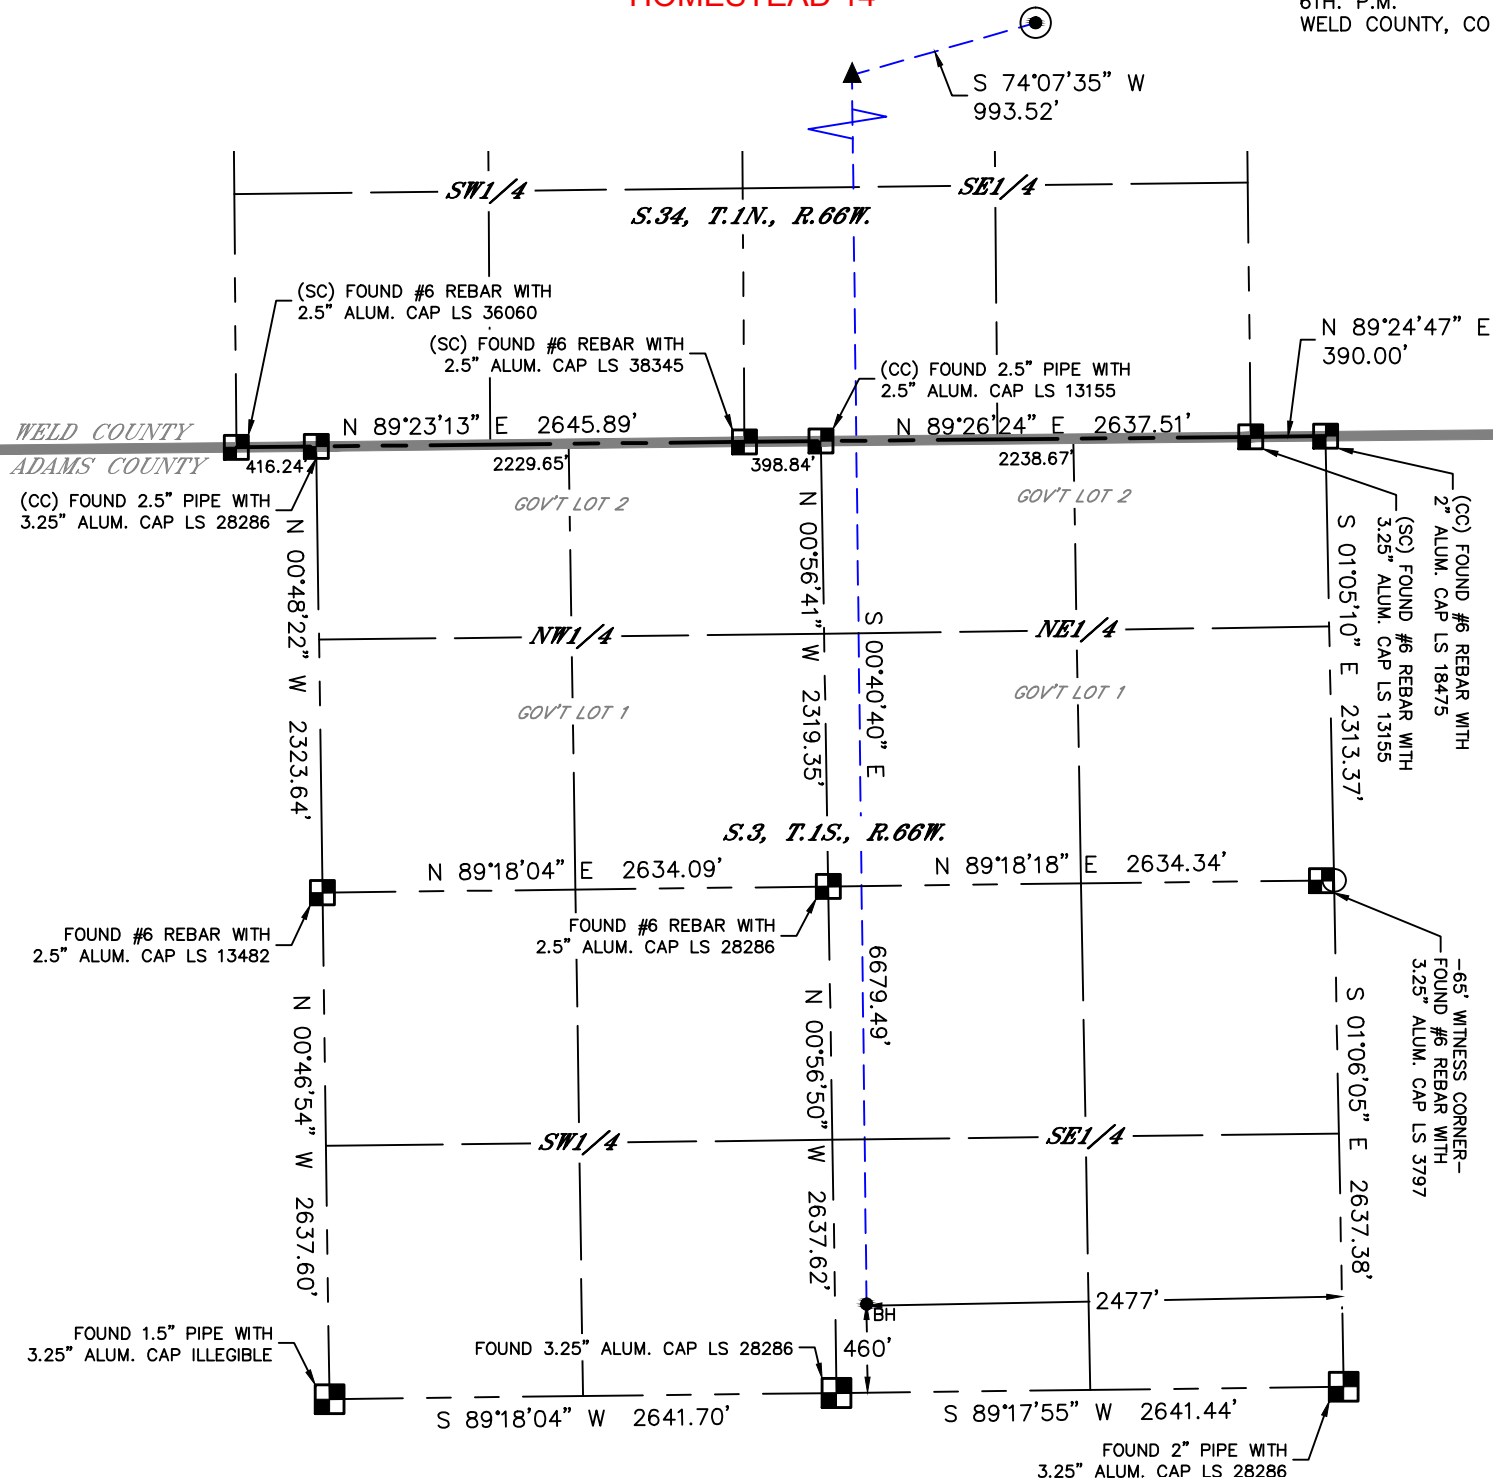 HOMESTEAD 14
6TH. P.M.
WELD COUNTY, CO
S 74°07'35" W
993.52'
SW1/4
SE1/4
S.34, T.1N., R.66W.
(SC) FOUND #6 REBAR WITH
2.5" ALUM. CAP LS 36060
(SC) FOUND #6 REBAR WITH
2.5" ALUM. CAP LS 38345
(CC) FOUND 2.5" PIPE WITH
2.5" ALUM. CAP LS 13155
N 89°24'47" E
390.00'
WELD COUNTY
ADAMS COUNTY
N 89°23'13" E 2645.89'
N 89°26'24" E 2637.51'
416.24'
2229.65'
398.84'
2238.67'
(CC) FOUND 2.5" PIPE WITH
3.25" ALUM. CAP LS 28286
GOV'T LOT 2
GOV'T LOT 2
(CC) FOUND #6 REBAR WITH
2" ALUM. CAP LS 18475
(SC) FOUND #6 REBAR WITH
3.25" ALUM. CAP LS 13155
N 00°48'22" W 2323.64'
N 00°56'41" W 2319.35'
S 00°40'40" E
6679.49'
S 01°05'10" E 2313.37'
NW1/4
NE1/4
GOV'T LOT 1
GOV'T LOT 1
S.3, T.1S., R.66W.
N 89°18'04" E 2634.09'
N 89°18'18" E 2634.34'
FOUND #6 REBAR WITH
2.5" ALUM. CAP LS 13482
FOUND #6 REBAR WITH
2.5" ALUM. CAP LS 28286
-65' WITNESS CORNER-
FOUND #6 REBAR WITH
3.25" ALUM. CAP LS 3797
N 00°46'54" W 2637.60'
N 00°56'50" W 2637.62'
S 01°06'05" E 2637.38'
SW1/4
SE1/4
2477'
BH
460'
FOUND 1.5" PIPE WITH
3.25" ALUM. CAP ILLEGIBLE
FOUND 3.25" ALUM. CAP LS 28286
S 89°18'04" W 2641.70'
S 89°17'55" W 2641.44'
FOUND 2" PIPE WITH
3.25" ALUM. CAP LS 28286